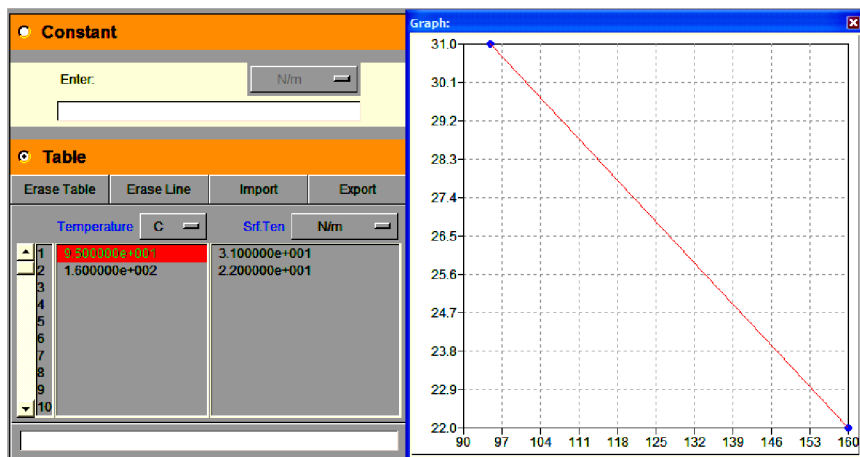 Constant
Enter: N/m
Table
Erase Table Erase Line Import Export
Temperature C Srf.Ten N/m
1 9.500000e+001 3.100000e+001
2 1.600000e+002 2.200000e+001
3
4
5
6
7
8
9
10
Graph:
31.0
30.1
29.2
28.3
27.4
26.5
25.6
24.7
23.8
22.9
22.0
90 97 104 111 118 125 132 139 146 153 160